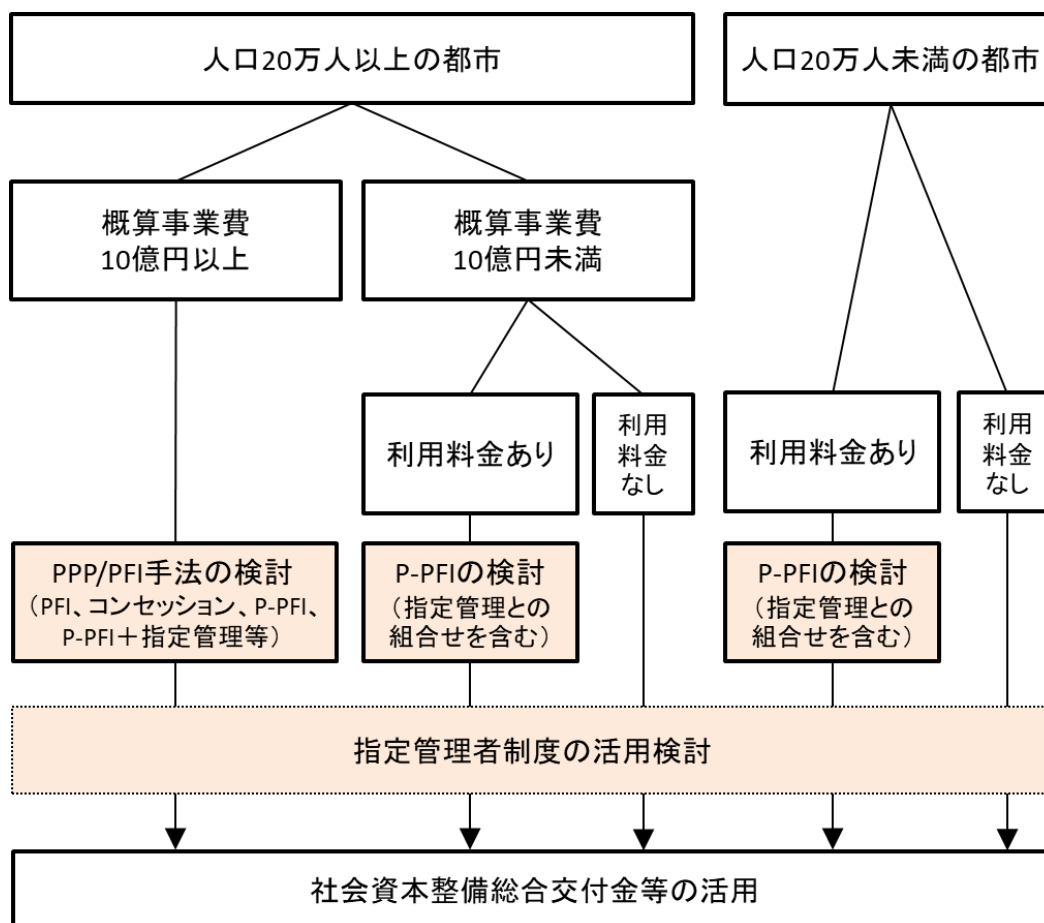 人口20万人以上の都市
人口20万人未満の都市
概算事業費
10億円以上
概算事業費
10億円未満
利用料金あり
利用
料金
なし
利用料金あり
利用
料金
なし
PPP/PFI手法の検討
（PFI、コンセッション、P-PFI、
P-PFI＋指定管理等）
P-PFIの検討
（指定管理との
組合せを含む）
P-PFIの検討
（指定管理との
組合せを含む）
指定管理者制度の活用検討
社会資本整備総合交付金等の活用